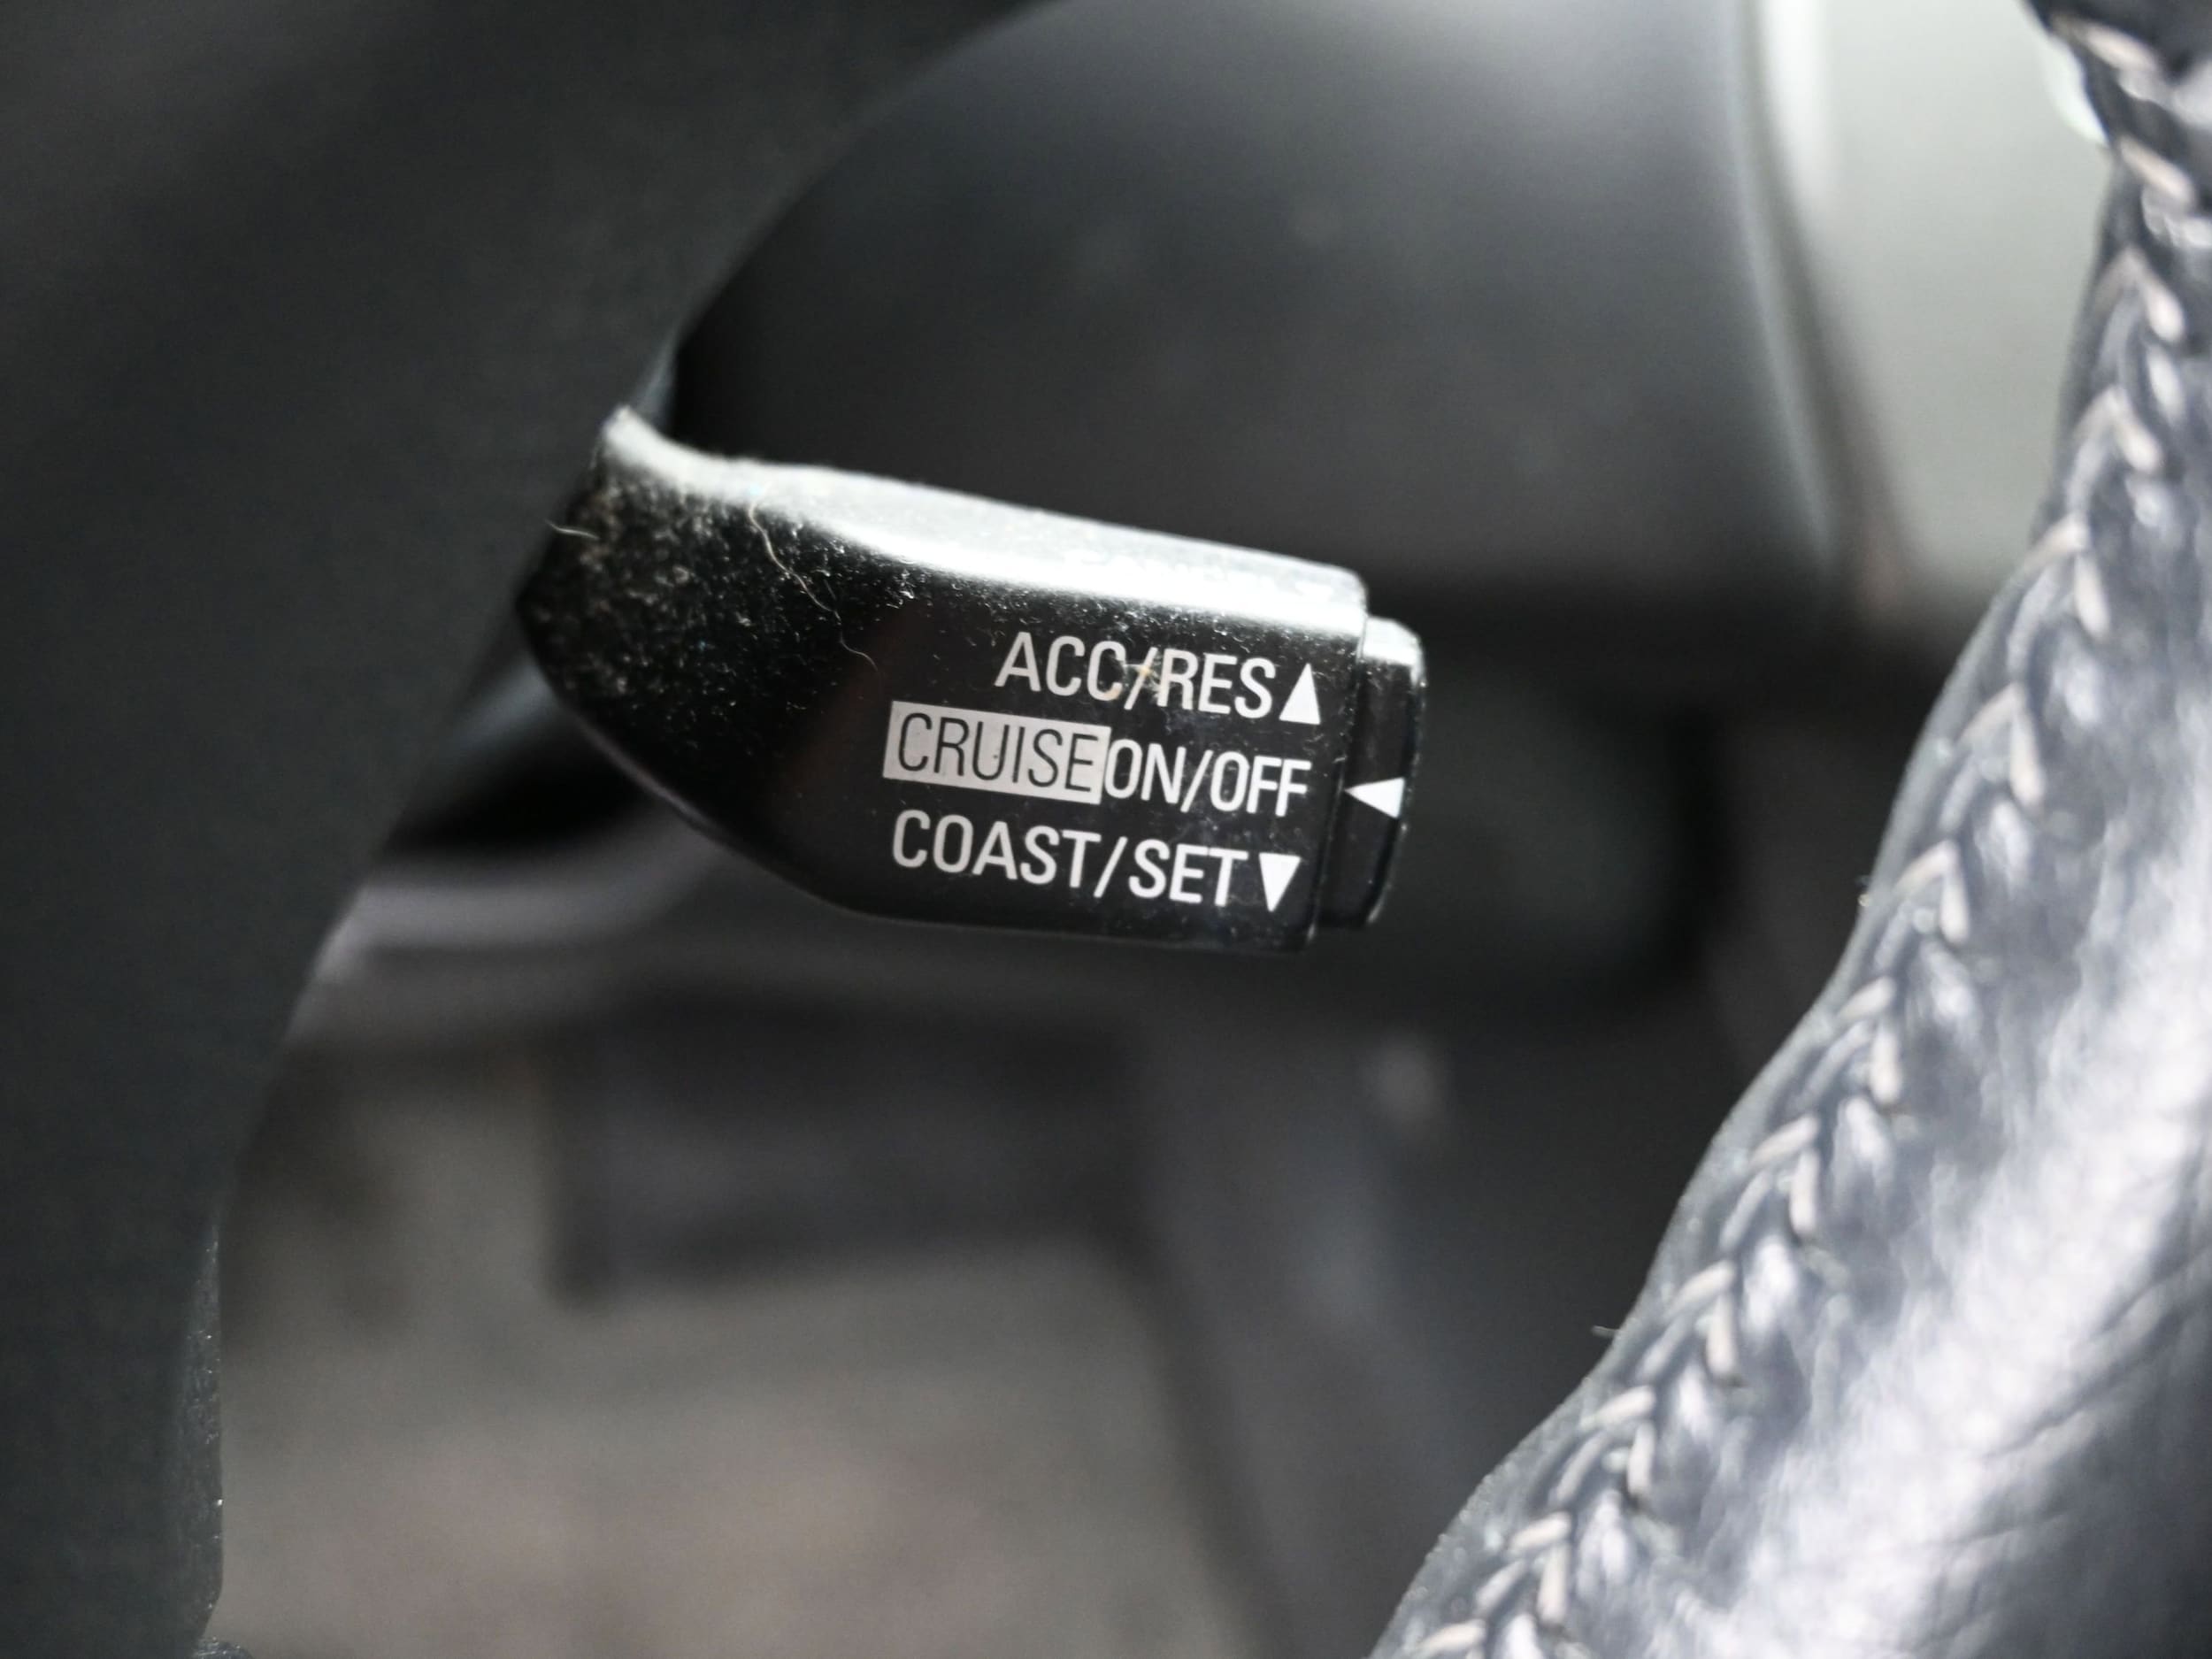 ACC/RES▲
CRUISE ON/OFF ◀
COAST/SET▼